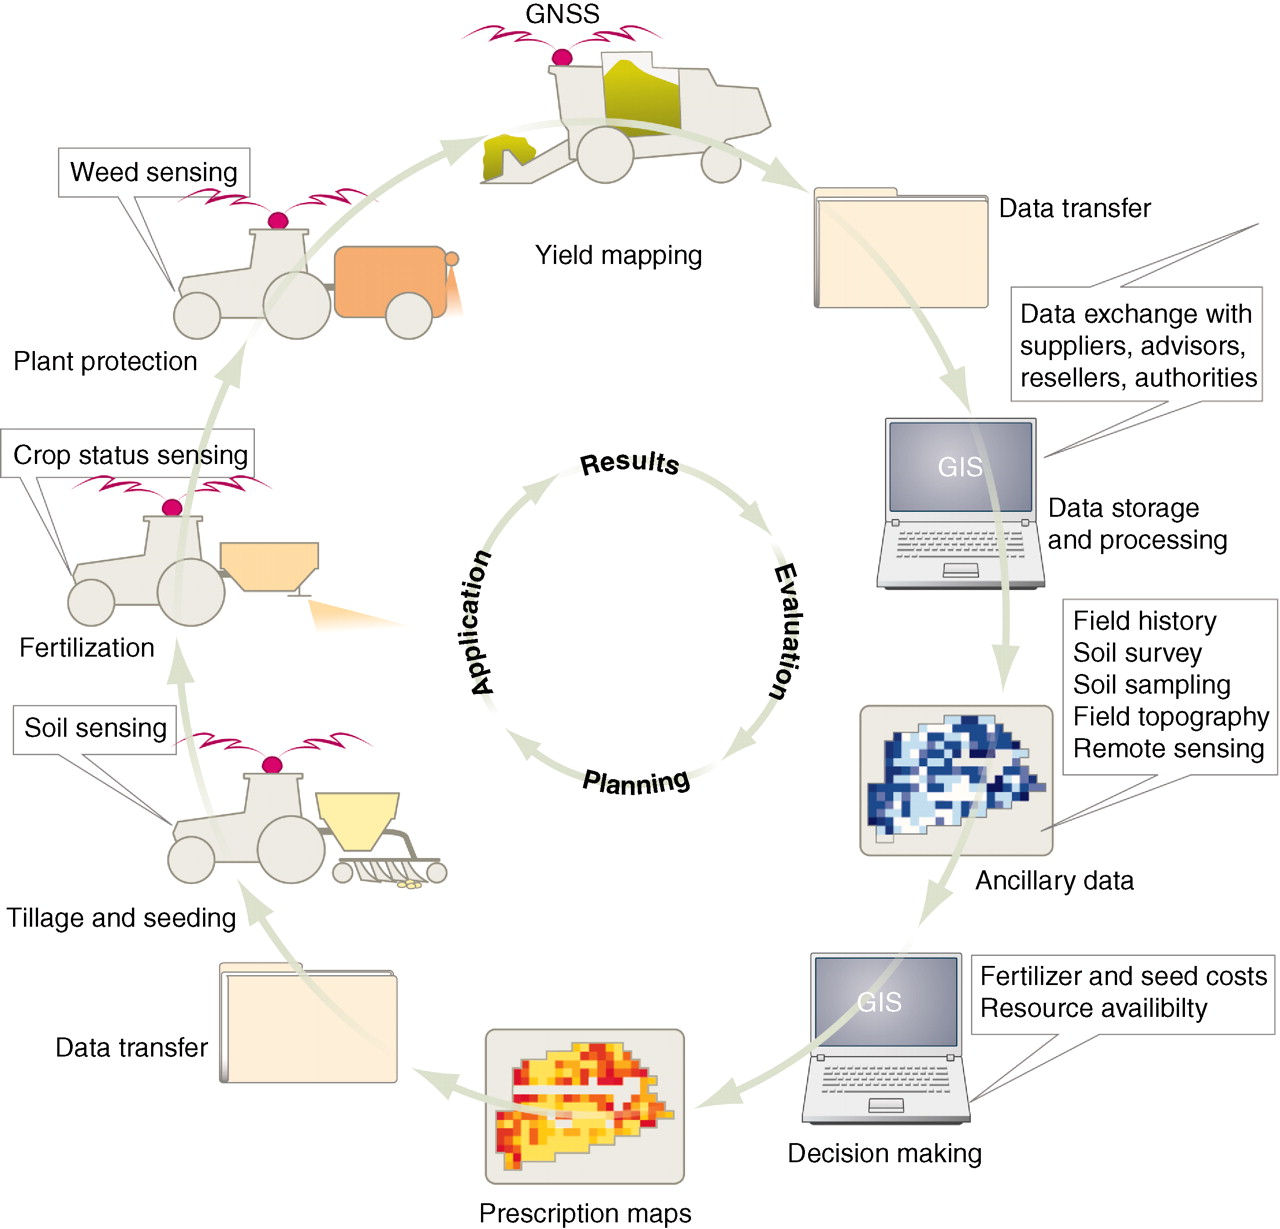 GNSS
Weed sensing
Yield mapping
Data transfer
Data exchange with
suppliers, advisors,
resellers, authorities
Plant protection
Crop status sensing
Results
GIS
Data storage
and processing
Application
Evaluation
Fertilization
Field history
Soil survey
Soil sampling
Field topography
Remote sensing
Soil sensing
Planning
Ancillary data
Tillage and seeding
Fertilizer and seed costs
Resource availibilty
GIS
Data transfer
Decision making
Prescription maps